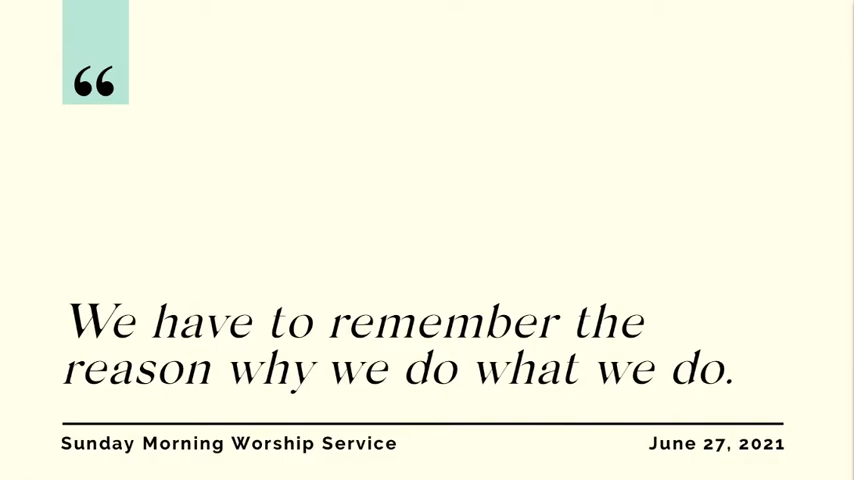 “
We have to remember the
reason why we do what we do.
Sunday Morning Worship Service
June 27, 2021